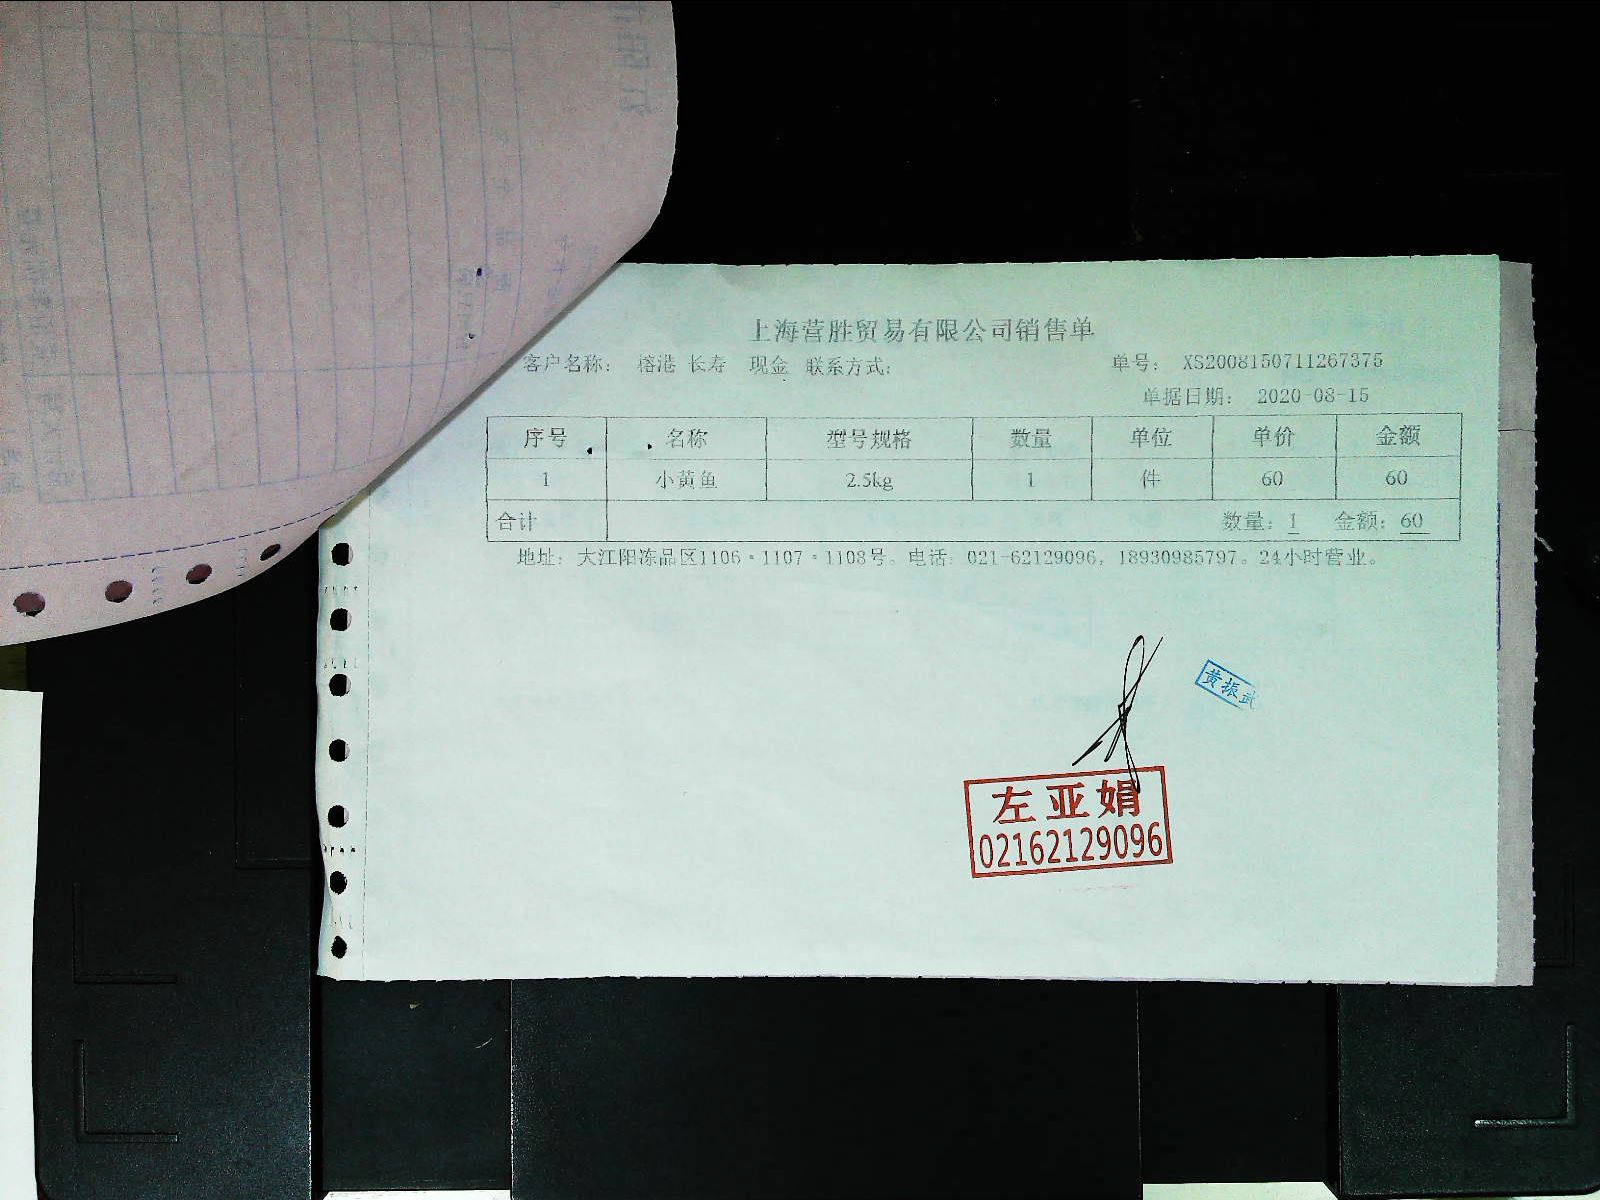 上海营胜贸易有限公司销售单
客户名称: 榕港 长寿 现金 联系方式: 单号: XS2008150711267375
单据日期: 2020-08-15
序号 名称 型号规格 数量 单位 单价 金额
1 小黄鱼 2.5kg 1 件 60 60
合计 数量: 1 金额: 60
地址: 大江阳冻品区1106·1107·1108号。电话: 021-62129096, 18930985797。24小时营业。
黄振武
左亚娟
02162129096